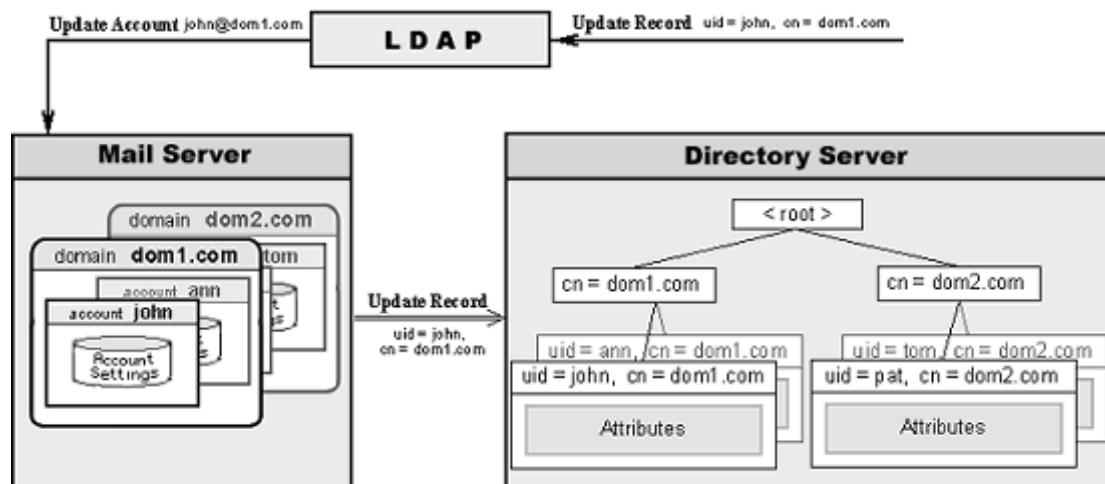 Update Account john@dom1.com
LDAP
Update Record uid = john, cn = dom1.com
Mail Server
domain dom2.com
tom
domain dom1.com
account ann
account john
Account
Settings
Update Record
uid = john,
cn = dom1.com
Directory Server
< root >
cn = dom1.com
cn = dom2.com
uid = ann, cn = dom1.com
uid = john, cn = dom1.com
Attributes
uid = tom, cn = dom2.com
uid = pat, cn = dom2.com
Attributes